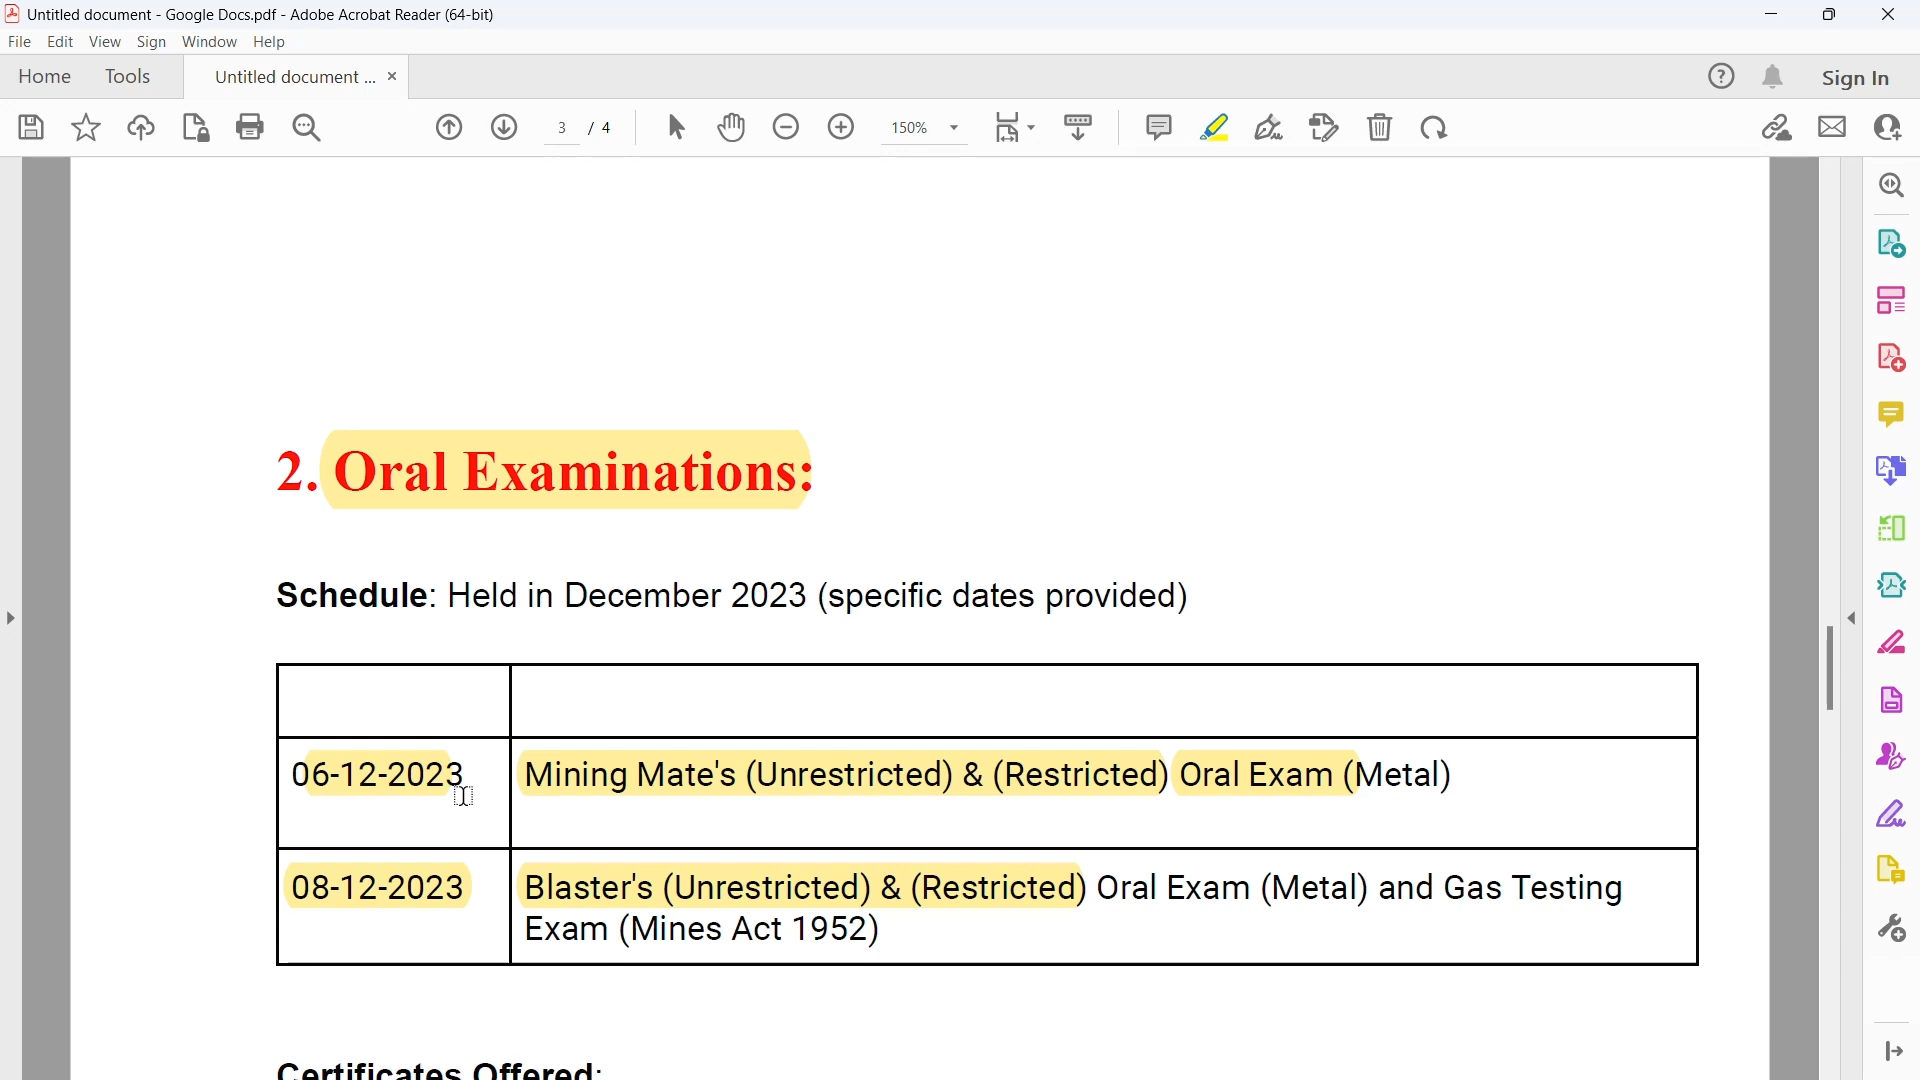 Untitled document - Google Docs.pdf - Adobe Acrobat Reader (64-bit)
File Edit View Sign Window Help
Home Tools Untitled document ... × Sign In
3 / 4 150%
2. Oral Examinations:
Schedule: Held in December 2023 (specific dates provided)
06-12-2023 Mining Mate's (Unrestricted) & (Restricted) Oral Exam (Metal)
08-12-2023 Blaster's (Unrestricted) & (Restricted) Oral Exam (Metal) and Gas Testing
Exam (Mines Act 1952)
Certificates Offered: